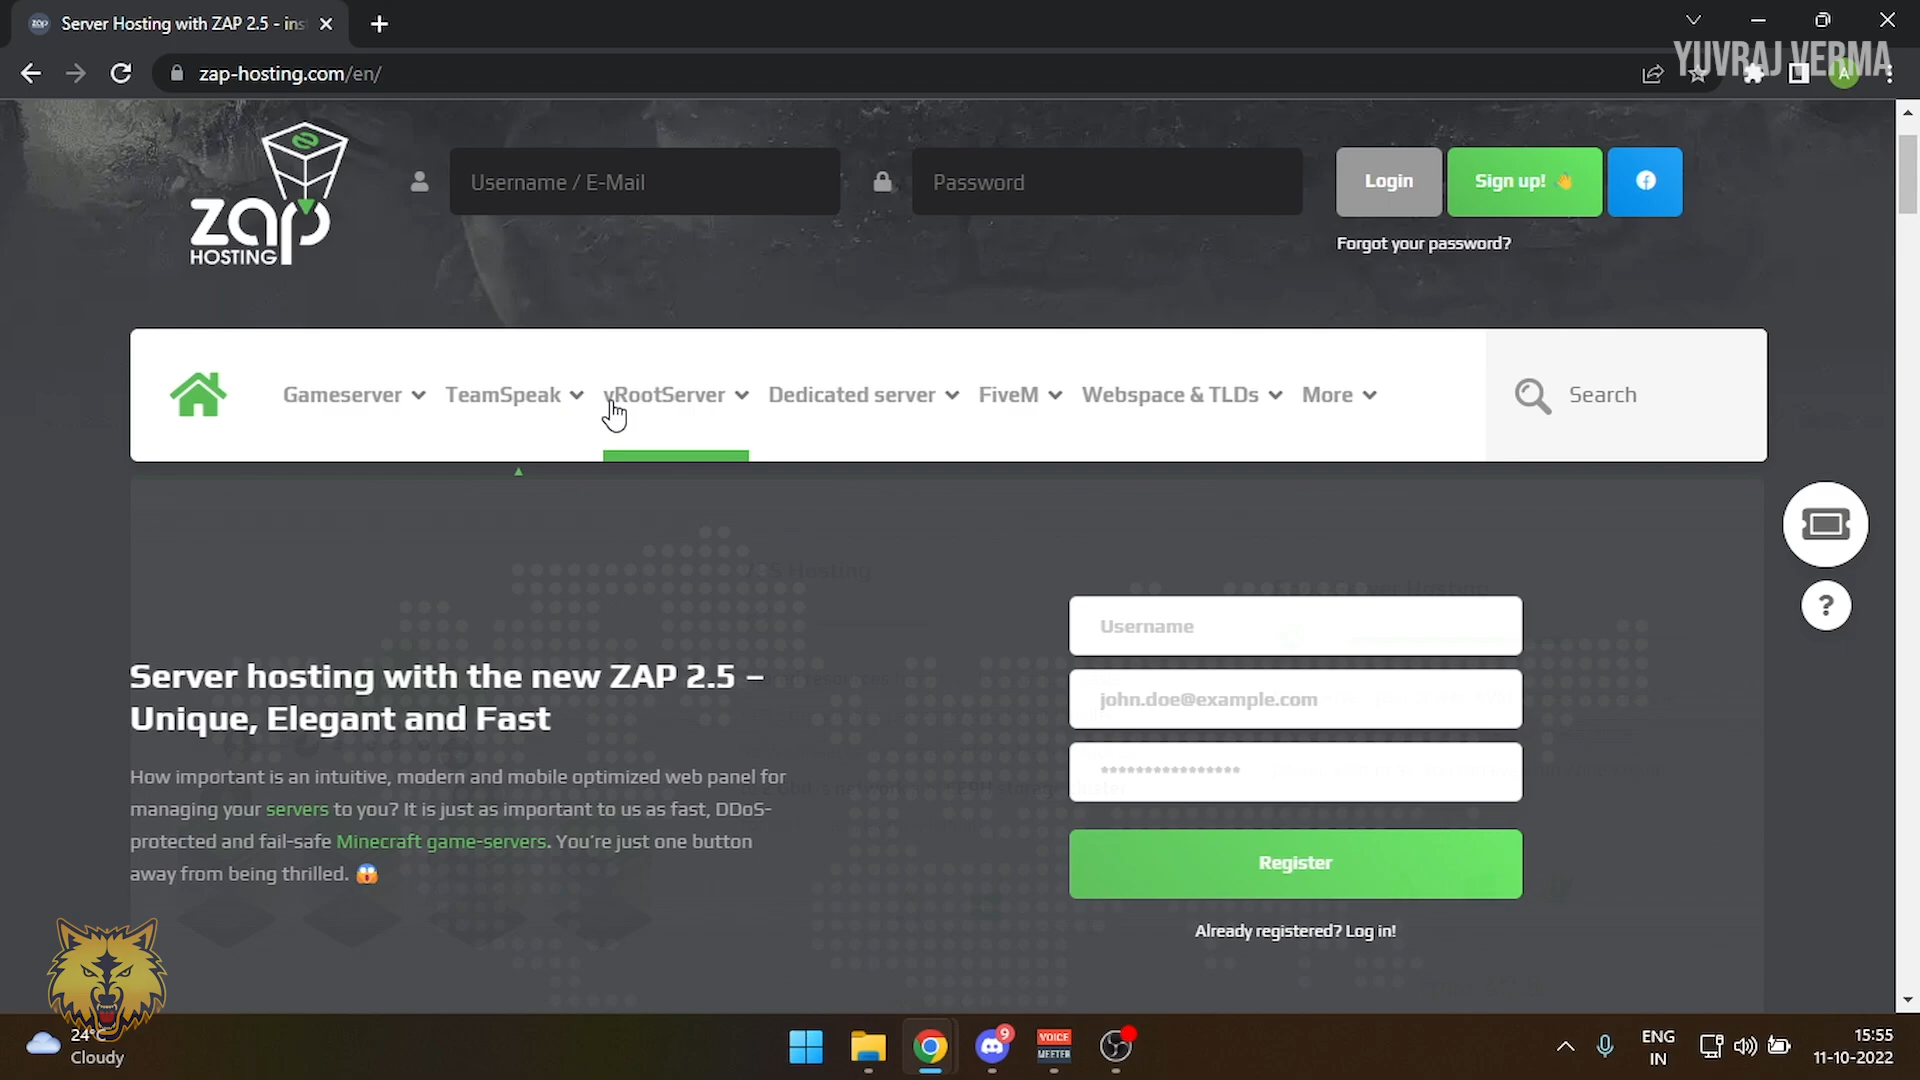 Server Hosting with ZAP 2.5 - ins
zap-hosting.com/en/
YUVRAJ VERMA
A
zap
HOSTING
Username / E-Mail
Password
Login
Sign up! 👋
Forgot your password?
Gameserver
TeamSpeak
vRootServer
Dedicated server
FiveM
Webspace & TLDs
More
Search
?
Username
john.doe@example.com
****************
Register
Already registered? Log in!
Server hosting with the new ZAP 2.5 –
Unique, Elegant and Fast
How important is an intuitive, modern and mobile optimized web panel for
managing your servers to you? It is just as important to us as fast, DDoS-
protected and fail-safe Minecraft game-servers. You're just one button
away from being thrilled. 😱
24°C
Cloudy
9
VOICE
MEETER
ENG
IN
15:55
11-10-2022